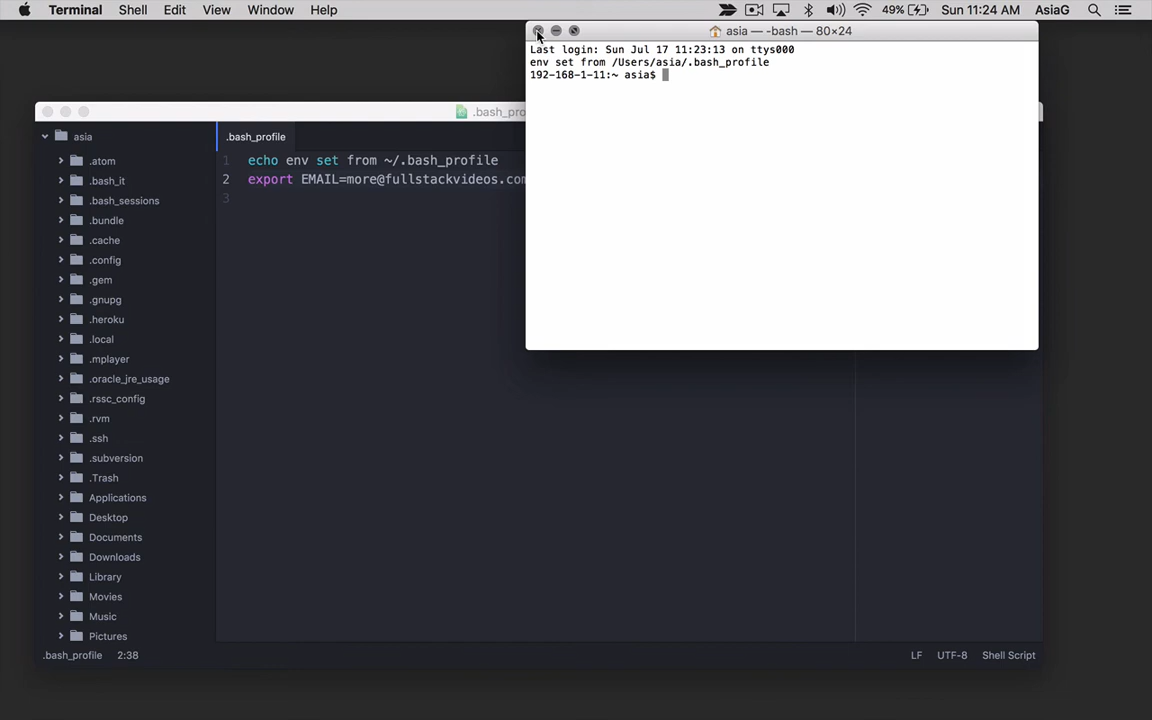 Terminal Shell Edit View Window Help 49% Sun 11:24 AM AsiaG
asia — -bash — 80×24
Last login: Sun Jul 17 11:23:13 on ttys000
env set from /Users/asia/.bash_profile
192-168-1-11:~ asia$
.bash_pro
asia
.atom
.bash_it
.bash_sessions
.bundle
.cache
.config
.gem
.gnupg
.heroku
.local
.mplayer
.oracle_jre_usage
.rssc_config
.rvm
.ssh
.subversion
.Trash
Applications
Desktop
Documents
Downloads
Library
Movies
Music
Pictures
.bash_profile
1 echo env set from ~/.bash_profile
2 export EMAIL=more@fullstackvideos.com
3
.bash_profile 2:38 LF UTF-8 Shell Script